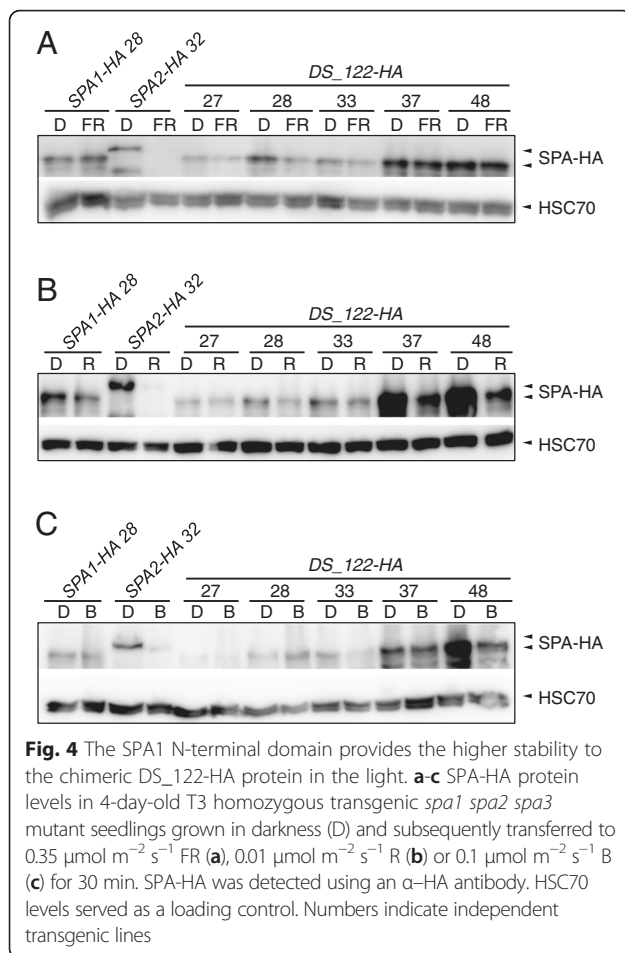 A
SPA1-HA 28
SPA2-HA 32
DS_122-HA
27 28 33 37 48
D FR D FR D FR D FR D FR D FR D FR
SPA-HA
HSC70
B
SPA1-HA 28
SPA2-HA 32
DS_122-HA
27 28 33 37 48
D R D R D R D R D R D R D R
SPA-HA
HSC70
C
SPA1-HA 28
SPA2-HA 32
DS_122-HA
27 28 33 37 48
D B D B D B D B D B D B D B
SPA-HA
HSC70
Fig. 4 The SPA1 N-terminal domain provides the higher stability to
the chimeric DS_122-HA protein in the light. a-c SPA-HA protein
levels in 4-day-old T3 homozygous transgenic spa1 spa2 spa3
mutant seedlings grown in darkness (D) and subsequently transferred to
0.35 μmol m⁻² s⁻¹ FR (a), 0.01 μmol m⁻² s⁻¹ R (b) or 0.1 μmol m⁻² s⁻¹ B
(c) for 30 min. SPA-HA was detected using an α–HA antibody. HSC70
levels served as a loading control. Numbers indicate independent
transgenic lines